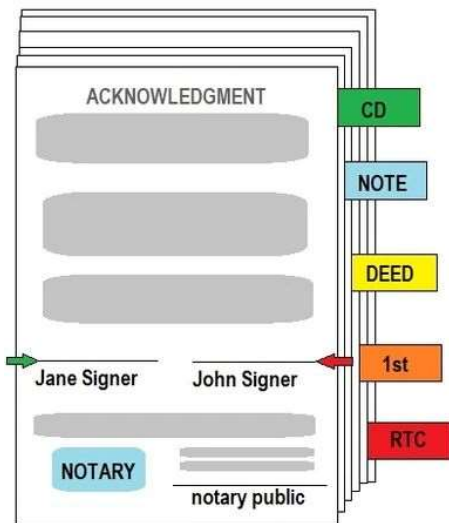 ACKNOWLEDGMENT
CD
NOTE
DEED
Jane Signer
John Signer
1st
RTC
NOTARY
notary public